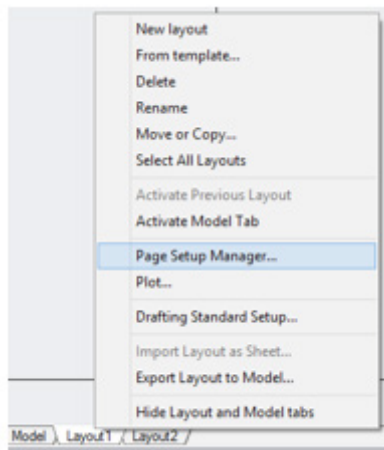 New layout
From template...
Delete
Rename
Move or Copy...
Select All Layouts
Activate Previous Layout
Activate Model Tab
Page Setup Manager...
Plot...
Drafting Standard Setup...
Import Layout as Sheet...
Export Layout to Model...
Hide Layout and Model tabs
Model Layout1 Layout2